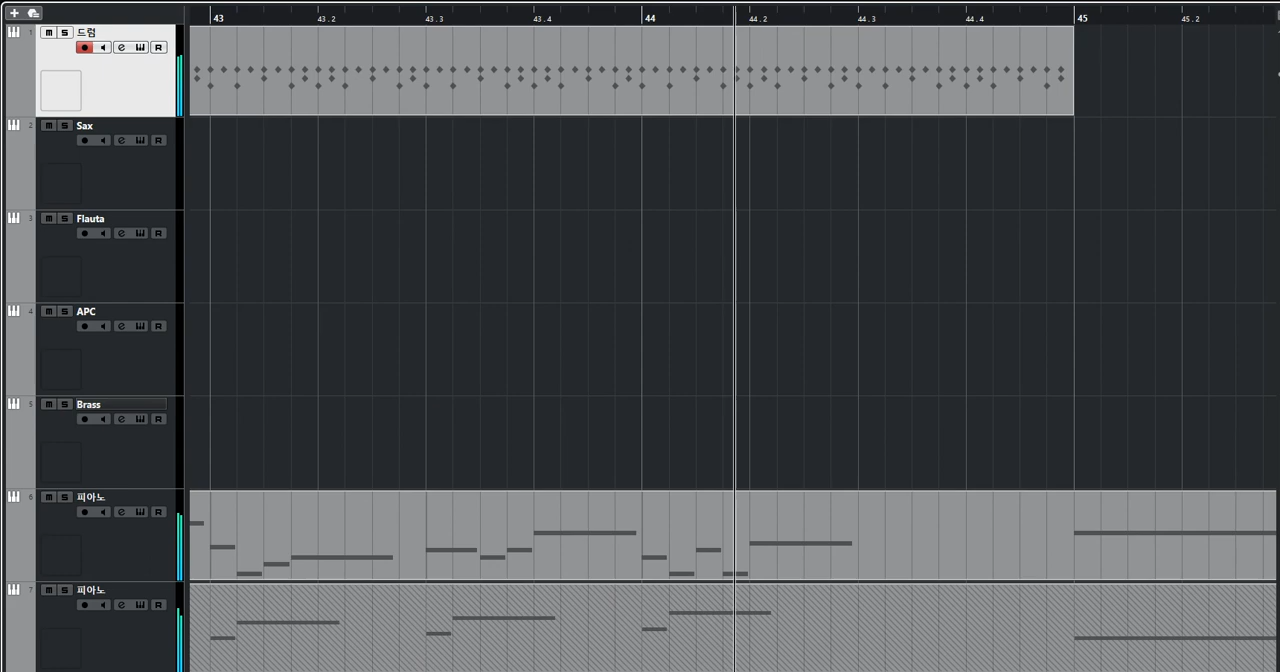 43 43.2 43.3 43.4 44 44.2 44.3 44.4 45 45.2
1 m S 드럼
e R
2 m S Sax
e R
3 m S Flauta
e R
4 m S APC
e R
5 m S Brass
e R
6 m S 피아노
e R
7 m S 피아노
e R